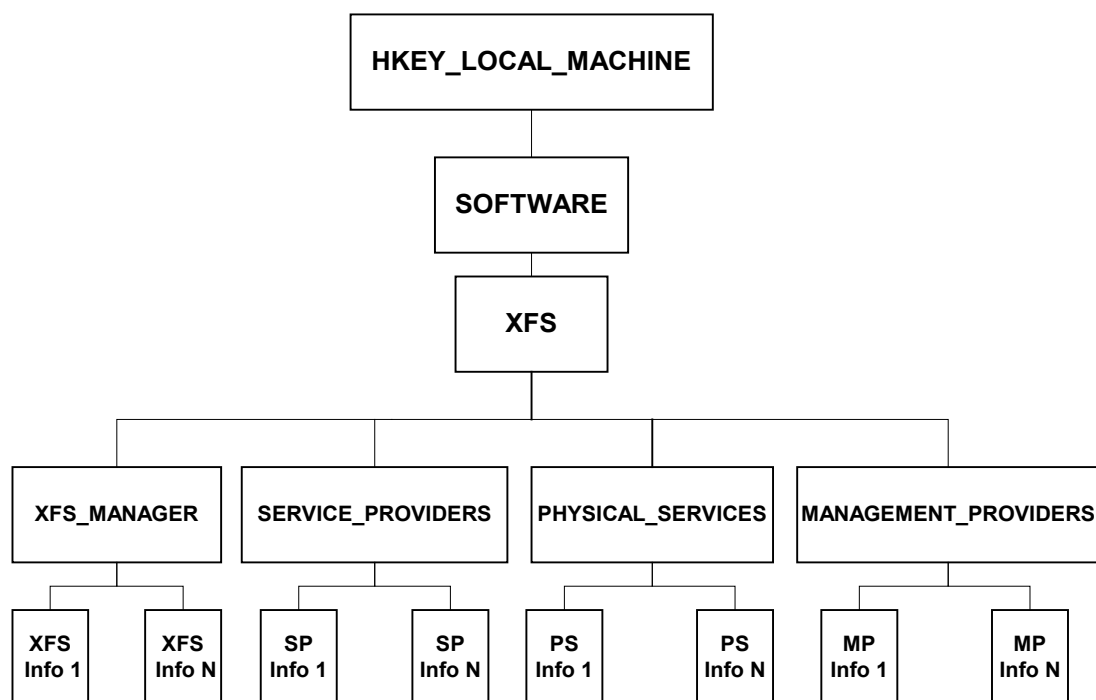 HKEY_LOCAL_MACHINE
SOFTWARE
XFS
XFS_MANAGER
SERVICE_PROVIDERS
PHYSICAL_SERVICES
MANAGEMENT_PROVIDERS
XFS
Info 1
XFS
Info N
SP
Info 1
SP
Info N
PS
Info 1
PS
Info N
MP
Info 1
MP
Info N